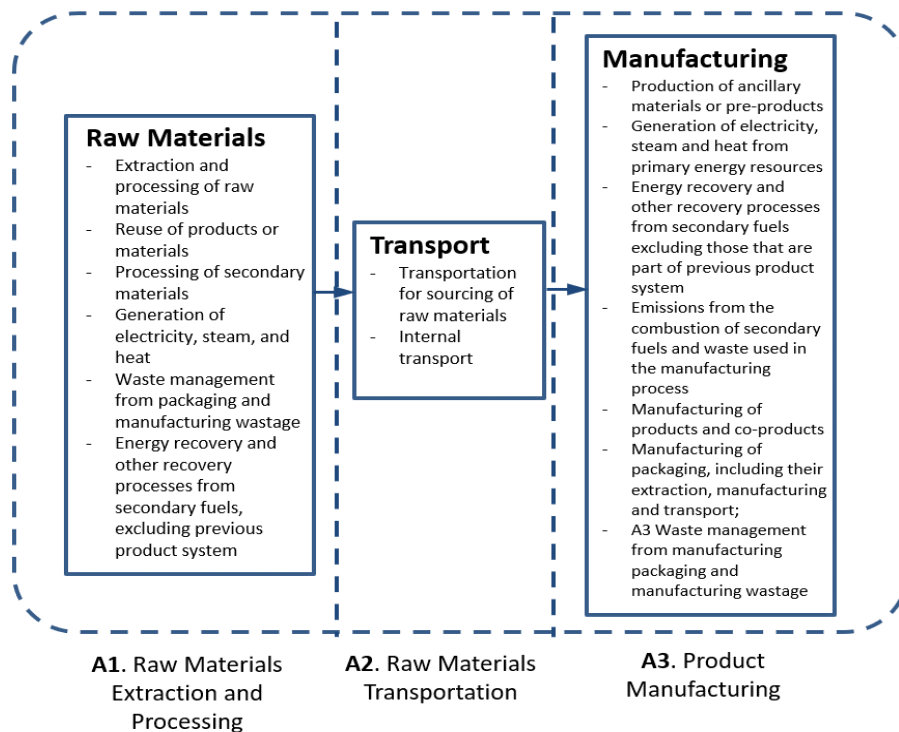 Raw Materials
- Extraction and
processing of raw
materials
- Reuse of products or
materials
- Processing of secondary
materials
- Generation of
electricity, steam, and
heat
- Waste management
from packaging and
manufacturing wastage
- Energy recovery and
other recovery
processes from
secondary fuels,
excluding previous
product system
Transport
- Transportation
for sourcing of
raw materials
- Internal
transport
Manufacturing
- Production of ancillary
materials or pre-products
- Generation of electricity,
steam and heat from
primary energy resources
- Energy recovery and
other recovery processes
from secondary fuels
excluding those that are
part of previous product
system
- Emissions from the
combustion of secondary
fuels and waste used in
the manufacturing
process
- Manufacturing of
products and co-products
- Manufacturing of
packaging, including their
extraction, manufacturing
and transport;
- A3 Waste management
from manufacturing
packaging and
manufacturing wastage
A1. Raw Materials
Extraction and
Processing
A2. Raw Materials
Transportation
A3. Product
Manufacturing